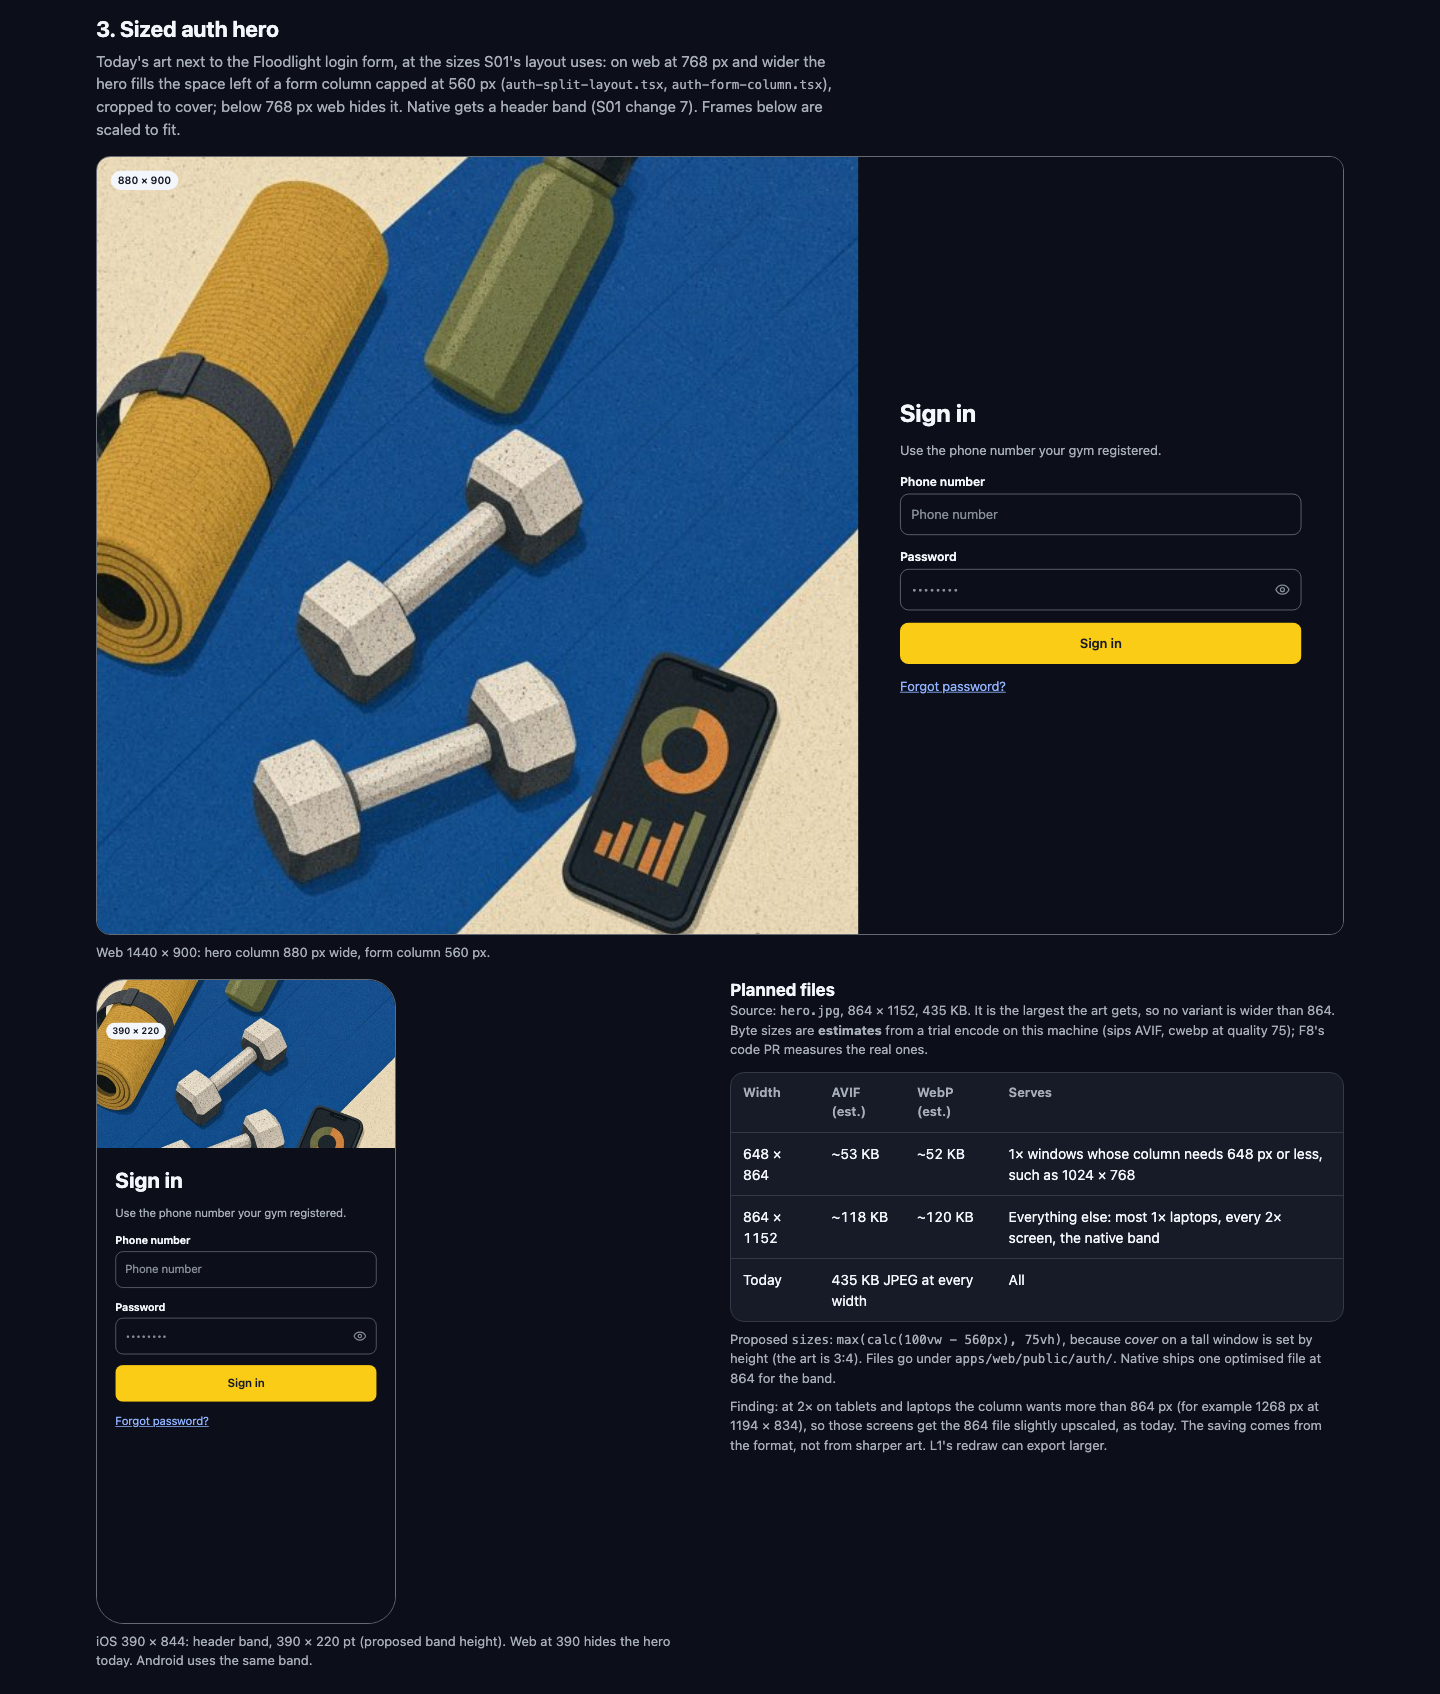 3. Sized auth hero
Today's art next to the Floodlight login form, at the sizes S01's layout uses: on web at 768 px and wider the
hero fills the space left of a form column capped at 560 px (auth-split-layout.tsx, auth-form-column.tsx),
cropped to cover; below 768 px web hides it. Native gets a header band (S01 change 7). Frames below are
scaled to fit.
880 × 900
Sign in
Use the phone number your gym registered.
Phone number
Phone number
Password
••••••••
Sign in
Forgot password?
Web 1440 × 900: hero column 880 px wide, form column 560 px.
390 × 220
Sign in
Use the phone number your gym registered.
Phone number
Phone number
Password
••••••••
Sign in
Forgot password?
iOS 390 × 844: header band, 390 × 220 pt (proposed band height). Web at 390 hides the hero
today. Android uses the same band.
Planned files
Source: hero.jpg, 864 × 1152, 435 KB. It is the largest the art gets, so no variant is wider than 864.
Byte sizes are estimates from a trial encode on this machine (sips AVIF, cwebp at quality 75); F8's
code PR measures the real ones.
Width AVIF (est.) WebP (est.) Serves
648 × 864 ~53 KB ~52 KB 1× windows whose column needs 648 px or less,
such as 1024 × 768
864 × 1152 ~118 KB ~120 KB Everything else: most 1× laptops, every 2×
screen, the native band
Today 435 KB JPEG at every width All
Proposed sizes: max(calc(100vw - 560px), 75vh), because cover on a tall window is set by
height (the art is 3:4). Files go under apps/web/public/auth/. Native ships one optimised file at
864 for the band.
Finding: at 2× on tablets and laptops the column wants more than 864 px (for example 1268 px at
1194 × 834), so those screens get the 864 file slightly upscaled, as today. The saving comes from
the format, not from sharper art. L1's redraw can export larger.